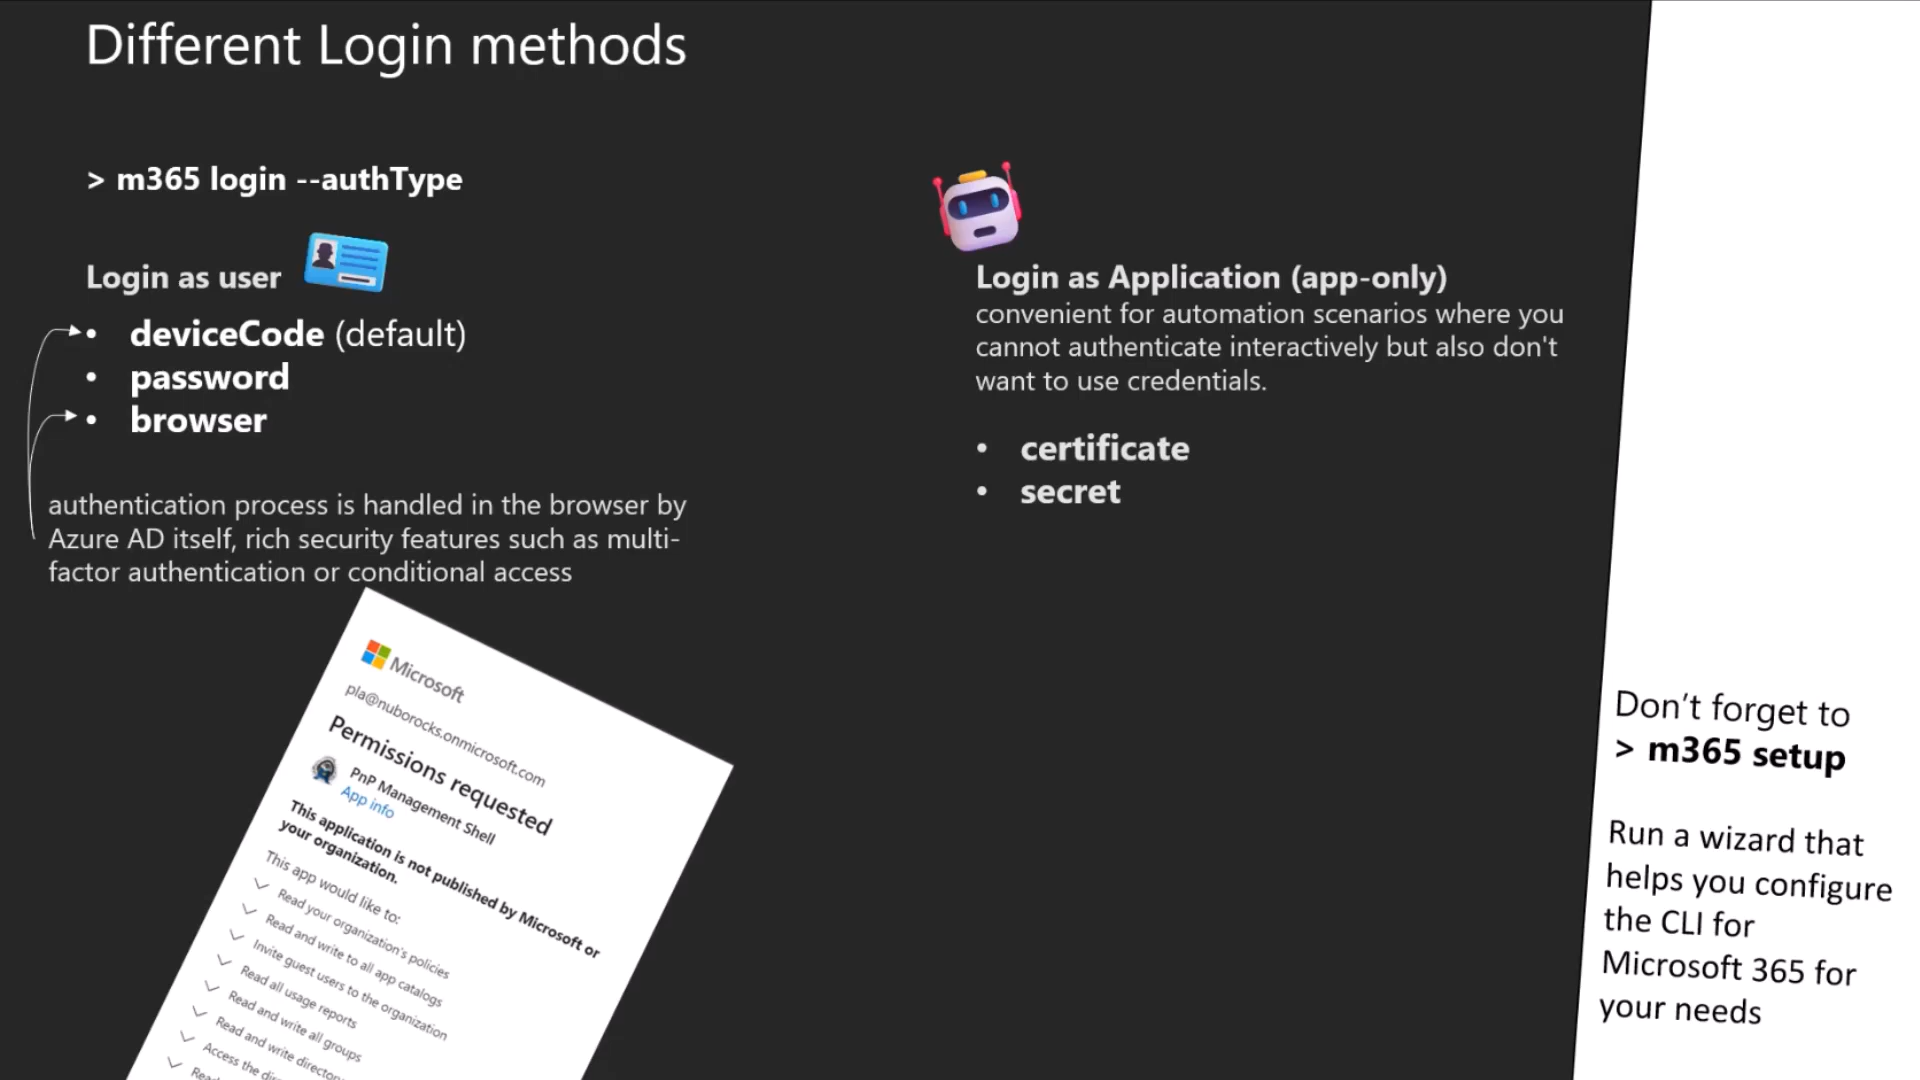 Different Login methods
> m365 login --authType
Login as user
• deviceCode (default)
• password
• browser
authentication process is handled in the browser by
Azure AD itself, rich security features such as multi-
factor authentication or conditional access
Login as Application (app-only)
convenient for automation scenarios where you
cannot authenticate interactively but also don't
want to use credentials.
• certificate
• secret
Microsoft
pla@nuborocks.onmicrosoft.com
Permissions requested
PnP Management Shell
App info
This application is not published by Microsoft or
your organization.
This app would like to:
Read your organization's policies
Read and write to all app catalogs
Invite guest users to the organization
Read all usage reports
Read and write all groups
Read and write
Access the
Don’t forget to
> m365 setup
Run a wizard that
helps you configure
the CLI for
Microsoft 365 for
your needs